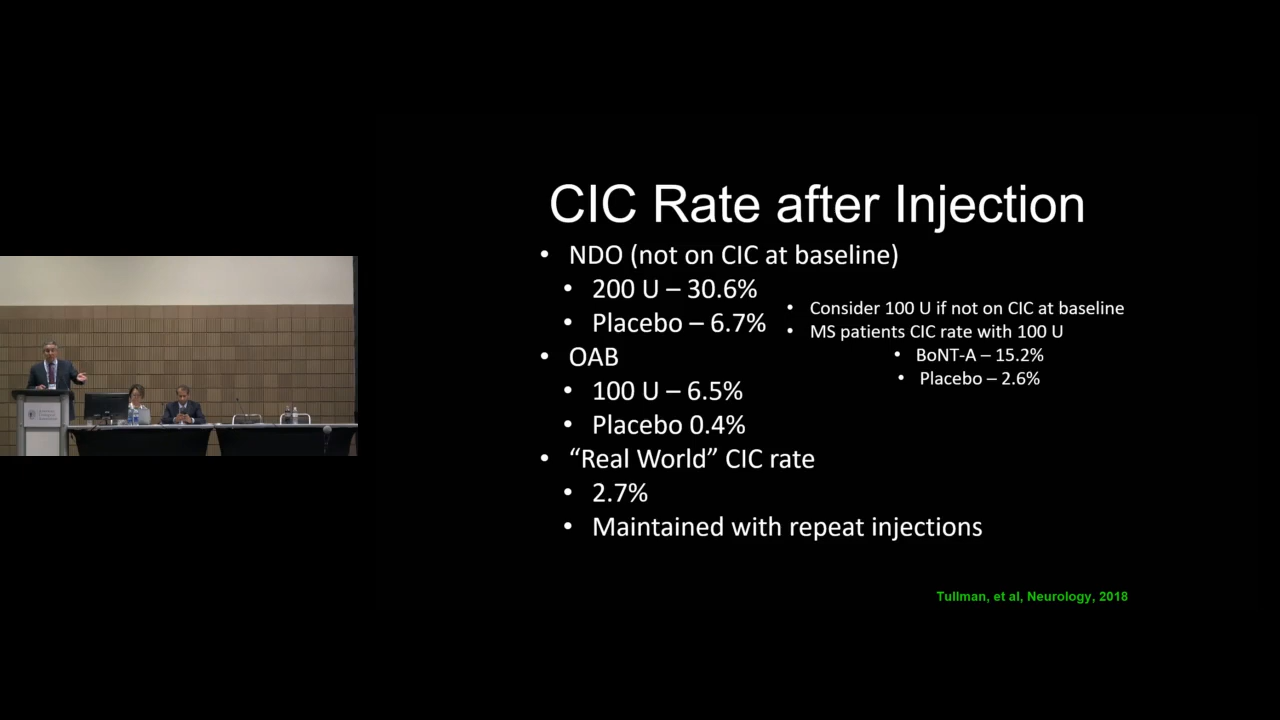 CIC Rate after Injection
• NDO (not on CIC at baseline)
• 200 U – 30.6%
• Placebo – 6.7%
• Consider 100 U if not on CIC at baseline
• MS patients CIC rate with 100 U
• BoNT-A – 15.2%
• Placebo – 2.6%
• OAB
• 100 U – 6.5%
• Placebo 0.4%
• “Real World” CIC rate
• 2.7%
• Maintained with repeat injections
Tullman, et al, Neurology, 2018